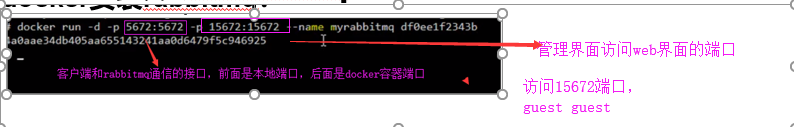 # docker run -d -p 5672:5672 -p 15672:15672 --name myrabbitmq df0ee1f2343b
4a0aae34db405aa655143241aa0d6479f5c946925
管理界面访问web界面的端口
客户端和rabbitmq通信的接口，前面是本地端口，后面是docker容器端口
访问15672端口，
guest guest